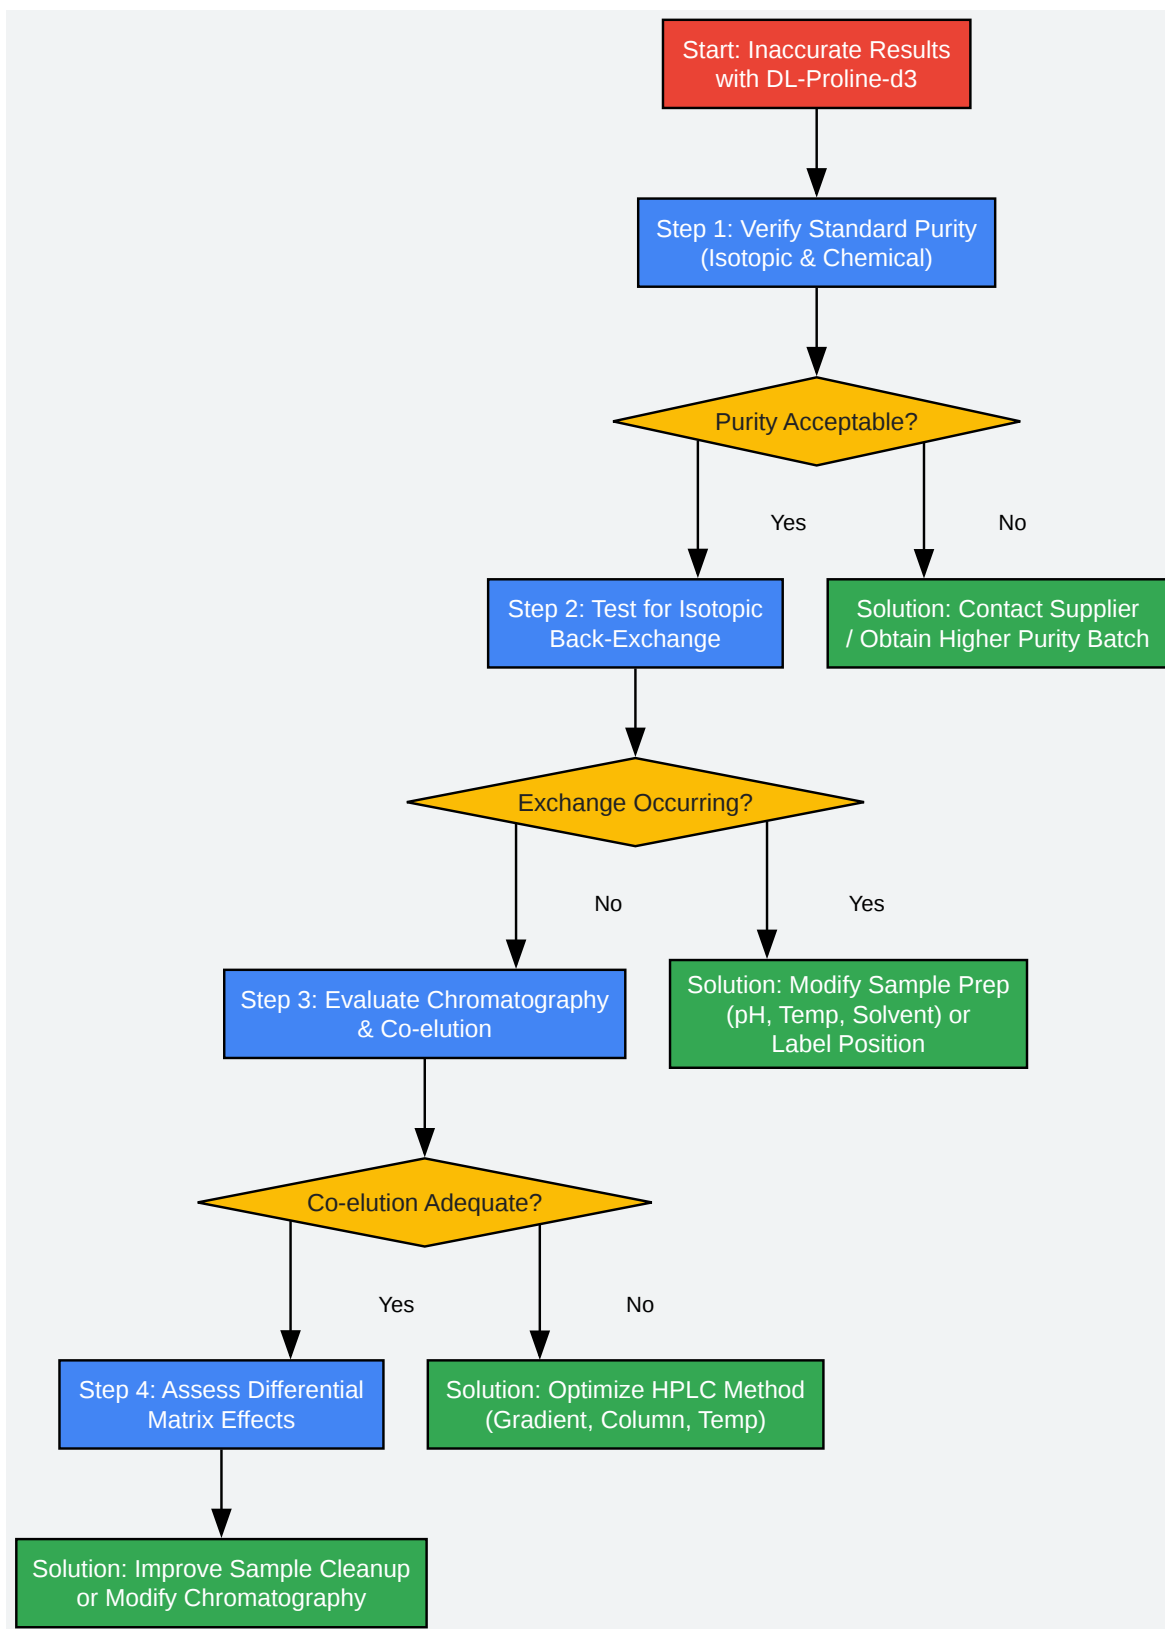 Start: Inaccurate Results
with DL-Proline-d3
Step 1: Verify Standard Purity
(Isotopic & Chemical)
Purity Acceptable?
Yes
No
Step 2: Test for Isotopic
Back-Exchange
Solution: Contact Supplier
/ Obtain Higher Purity Batch
Exchange Occurring?
No
Yes
Step 3: Evaluate Chromatography
& Co-elution
Solution: Modify Sample Prep
(pH, Temp, Solvent) or
Label Position
Co-elution Adequate?
Yes
No
Step 4: Assess Differential
Matrix Effects
Solution: Optimize HPLC Method
(Gradient, Column, Temp)
Solution: Improve Sample Cleanup
or Modify Chromatography